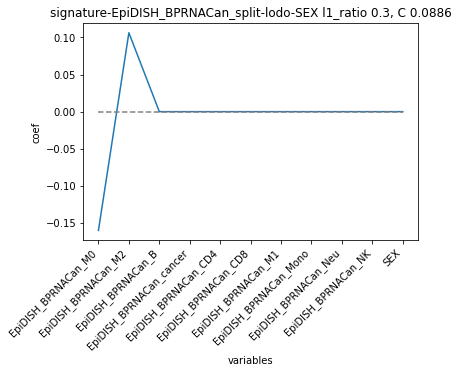 signature-EpiDISH_BPRNACan_split-lodo-SEX l1_ratio 0.3, C 0.0886
0.10
0.05
0.00
−0.05
−0.10
−0.15
coef
EpiDISH_BPRNACan_M0
EpiDISH_BPRNACan_M2
EpiDISH_BPRNACan_B
EpiDISH_BPRNACan_cancer
EpiDISH_BPRNACan_CD4
EpiDISH_BPRNACan_CD8
EpiDISH_BPRNACan_M1
EpiDISH_BPRNACan_Mono
EpiDISH_BPRNACan_Neu
EpiDISH_BPRNACan_NK
SEX
variables